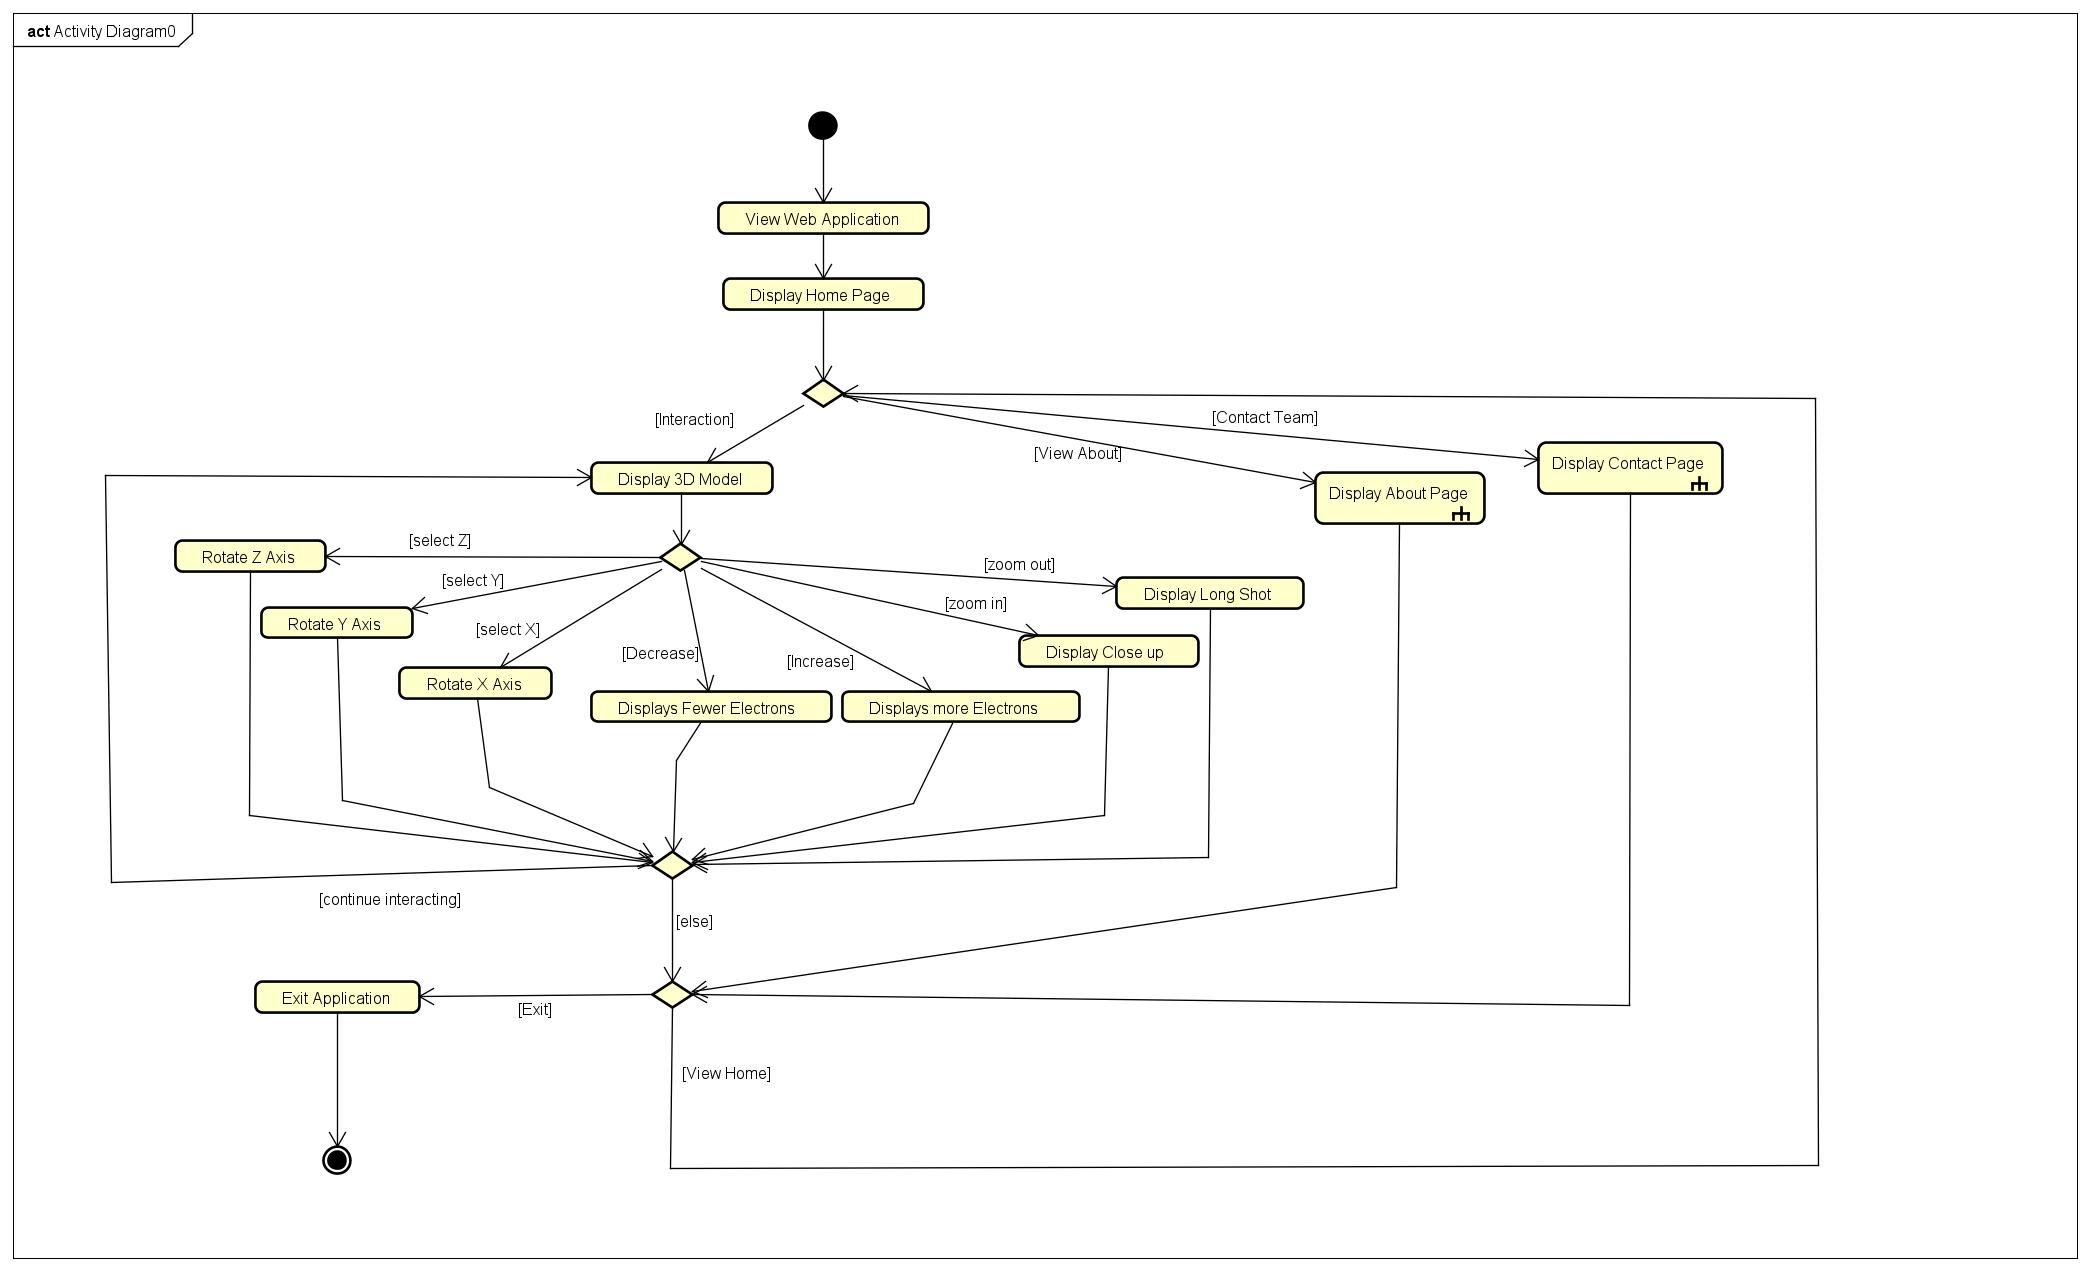 act Activity Diagram0
View Web Application
Display Home Page
[Interaction]
[Contact Team]
[View About]
Display Contact Page
Display 3D Model
Display About Page
[select Z]
Rotate Z Axis
[zoom out]
[select Y]
Display Long Shot
[zoom in]
Rotate Y Axis
[select X]
[Decrease]
Display Close up
[Increase]
Rotate X Axis
Displays Fewer Electrons
Displays more Electrons
[continue interacting]
[else]
Exit Application
[Exit]
[View Home]